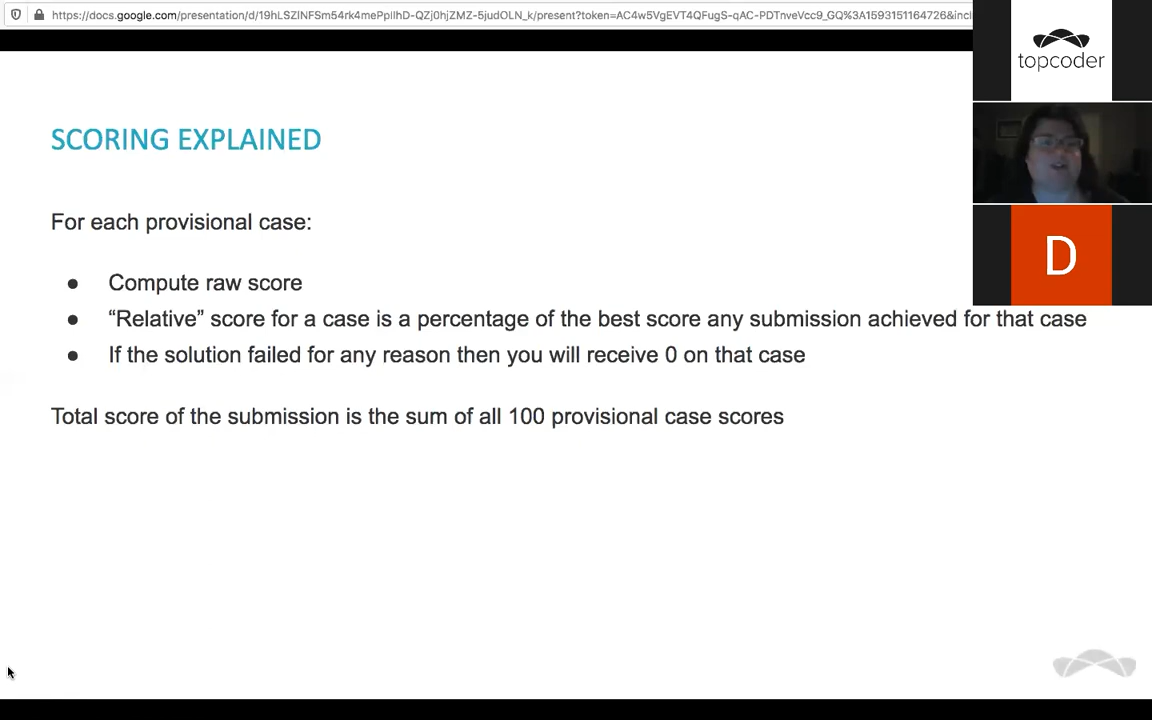 https://docs.google.com/presentation/d/19hLSZlNFSm54rk4mePpIIhD-QZj0hjZMZ-5judOLN_k/present?token=AC4w5VgEVT4QFugS-qAC-PDTnveVcc9_GQ%3A1593151164726&incl
topcoder
SCORING EXPLAINED
For each provisional case:
● Compute raw score
● “Relative” score for a case is a percentage of the best score any submission achieved for that case
● If the solution failed for any reason then you will receive 0 on that case
Total score of the submission is the sum of all 100 provisional case scores
D